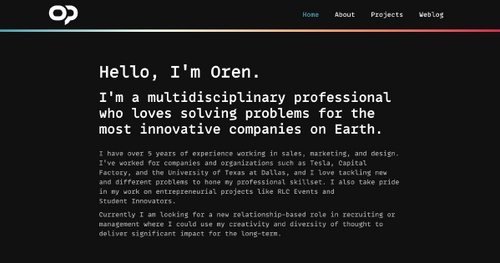 OP
Home About Projects Weblog
Hello, I'm Oren.
I'm a multidisciplinary professional
who loves solving problems for the
most innovative companies on Earth.
I have over 5 years of experience working in sales, marketing, and design.
I've worked for companies and organizations such as Tesla, Capital
Factory, and the University of Texas at Dallas, and I love tackling new
and different problems to hone my professional skillset. I also take pride
in my work on entrepreneurial projects like RLC Events and
Student Innovators.
Currently I am looking for a new relationship-based role in recruiting or
management where I could use my creativity and diversity of thought to
deliver significant impact for the long-term.